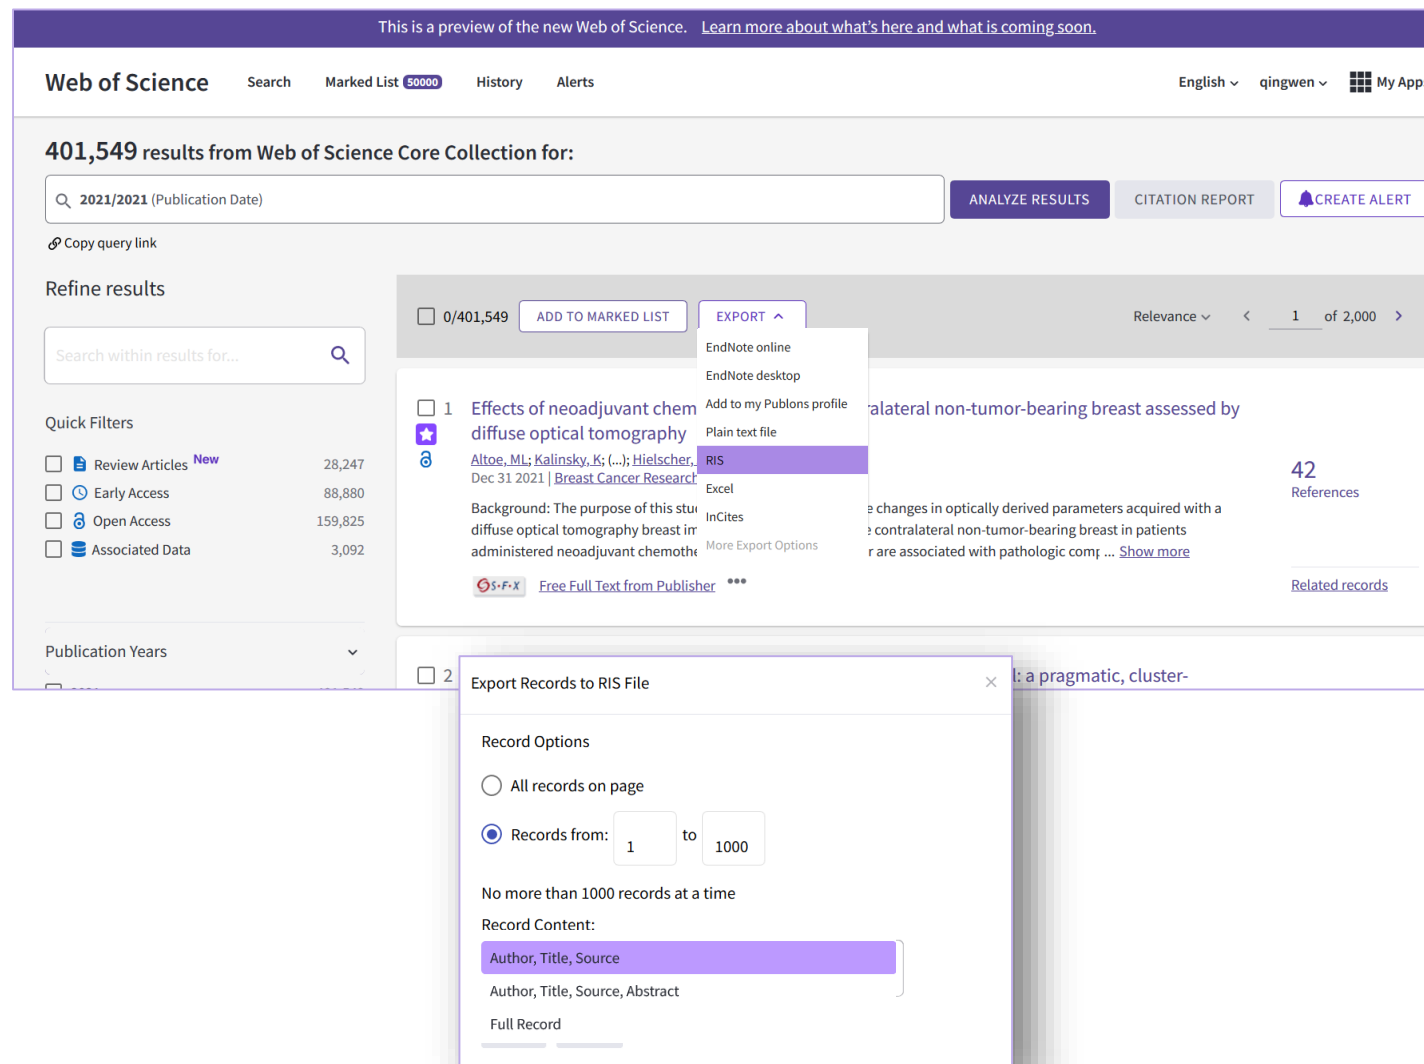 This is a preview of the new Web of Science. Learn more about what's here and what is coming soon.
Web of Science Search Marked List 50000 History Alerts English qingwen My App
401,549 results from Web of Science Core Collection for:
2021/2021 (Publication Date) ANALYZE RESULTS CITATION REPORT CREATE ALERT
Copy query link
Refine results
Search within results for...
Quick Filters
Review Articles New 28,247
Early Access 88,880
Open Access 159,825
Associated Data 3,092
Publication Years
0/401,549 ADD TO MARKED LIST EXPORT Relevance 1 of 2,000
EndNote online
EndNote desktop
Add to my Publons profile
Plain text file
RIS
Excel
InCites
More Export Options
1 Effects of neoadjuvant chem ralateral non-tumor-bearing breast assessed by
diffuse optical tomography
Altoe, ML; Kalinsky, K; (...); Hielscher,
Dec 31 2021 | Breast Cancer Research
Background: The purpose of this stu changes in optically derived parameters acquired with a
diffuse optical tomography breast im contralateral non-tumor-bearing breast in patients
administered neoadjuvant chemothe r are associated with pathologic comp ... Show more
S·F·X Free Full Text from Publisher
42
References
Related records
2 l: a pragmatic, cluster-
Export Records to RIS File
Record Options
All records on page
Records from: 1 to 1000
No more than 1000 records at a time
Record Content:
Author, Title, Source
Author, Title, Source, Abstract
Full Record